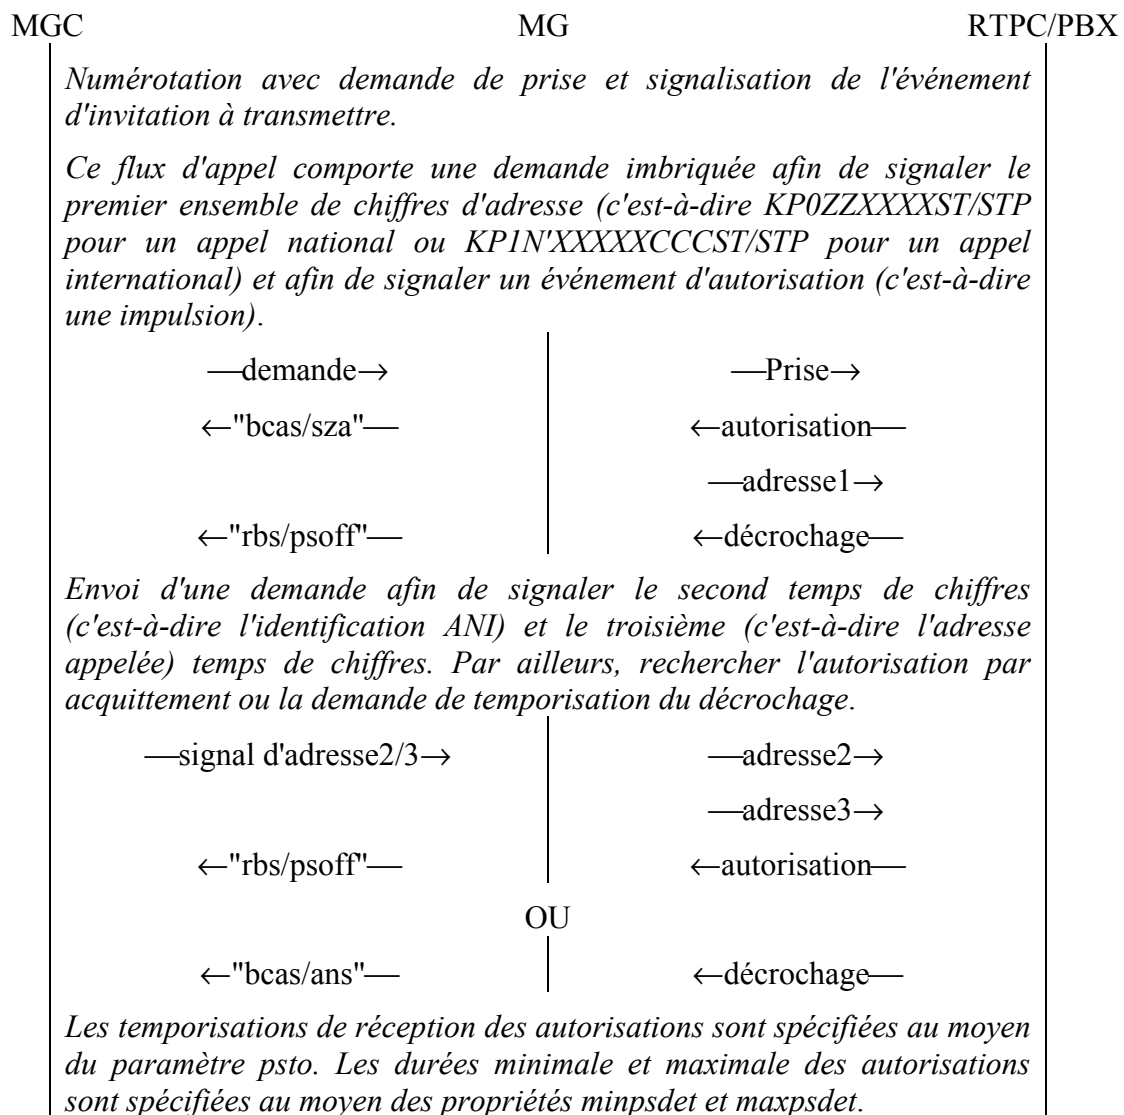 MGC MG RTPC/PBX
Numérotation avec demande de prise et signalisation de l'événement
d'invitation à transmettre.
Ce flux d'appel comporte une demande imbriquée afin de signaler le
premier ensemble de chiffres d'adresse (c'est-à-dire KP0ZZXXXXST/STP
pour un appel national ou KP1N'XXXXXCCCST/STP pour un appel
international) et afin de signaler un événement d'autorisation (c'est-à-dire
une impulsion).
—demande→ —Prise→
←"bcas/sza"— ←autorisation—
—adresse1→
←"rbs/psoff"— ←décrochage—
Envoi d'une demande afin de signaler le second temps de chiffres
(c'est-à-dire l'identification ANI) et le troisième (c'est-à-dire l'adresse
appelée) temps de chiffres. Par ailleurs, rechercher l'autorisation par
acquittement ou la demande de temporisation du décrochage.
—signal d'adresse2/3→ —adresse2→
—adresse3→
←"rbs/psoff"— ←autorisation—
OU
←"bcas/ans"— ←décrochage—
Les temporisations de réception des autorisations sont spécifiées au moyen
du paramètre psto. Les durées minimale et maximale des autorisations
sont spécifiées au moyen des propriétés minpsdet et maxpsdet.